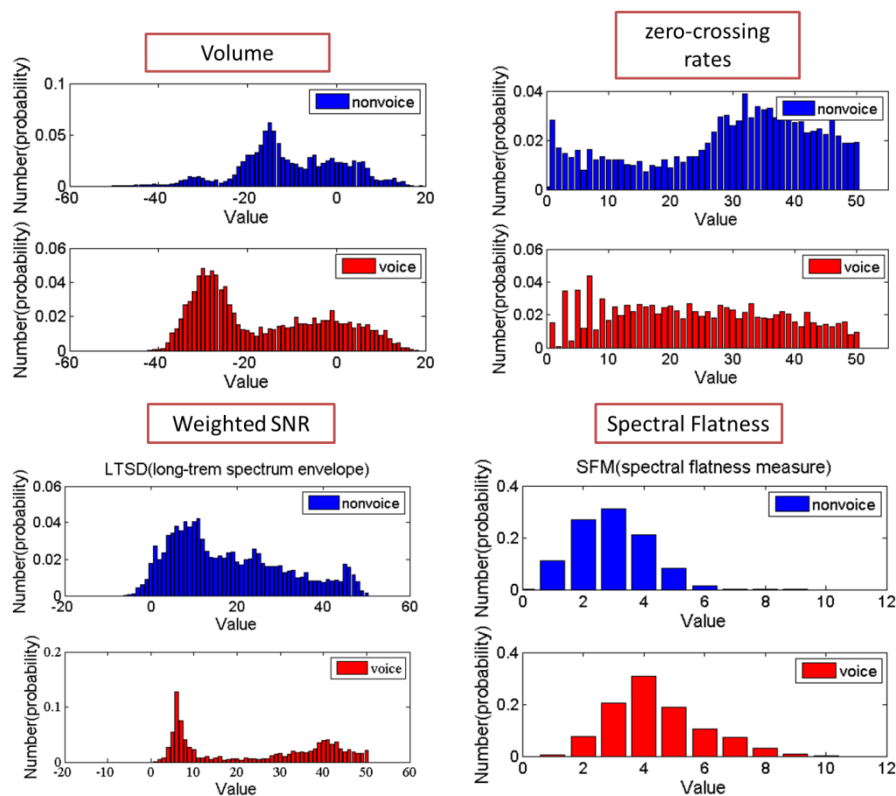 Volume
0.1
0.05
0
-60 -40 -20 0 20
Number(probability)
Value
nonvoice
0.06
0.04
0.02
0
-60 -40 -20 0 20
Number(probability)
Value
voice
zero-crossing
rates
0.04
0.02
0
0 10 20 30 40 50
Number(probability)
Value
nonvoice
0.06
0.04
0.02
0
0 10 20 30 40 50
Number(probability)
Value
voice
Weighted SNR
LTSD(long-trem spectrum envelope)
0.06
0.04
0.02
0
-20 0 20 40 60
Number(probability)
Value
nonvoice
0.2
0.1
0
-20 -10 0 10 20 30 40 50 60
Number(probability)
Value
voice
Spectral Flatness
SFM(spectral flatness measure)
0.4
0.2
0
0 2 4 6 8 10 12
Number(probability)
Value
nonvoice
0.4
0.2
0
0 2 4 6 8 10 12
Number(probability)
Value
voice